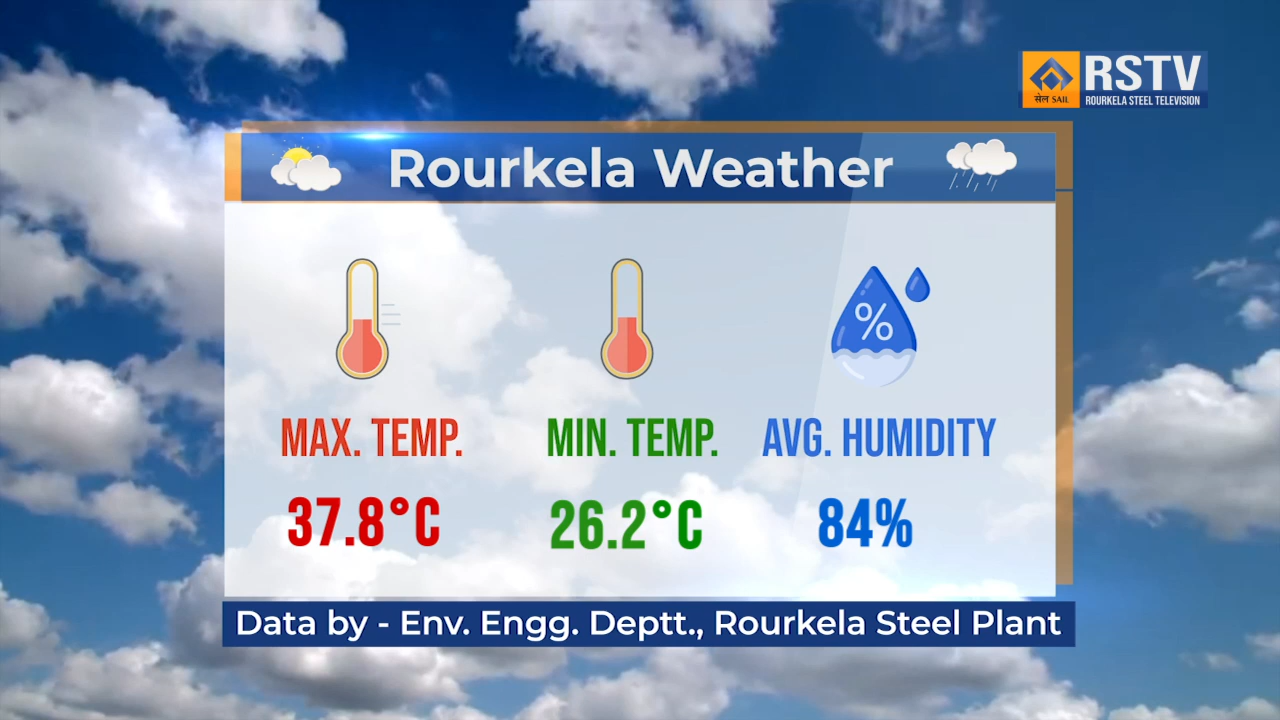 सेल SAIL
RSTV
ROURKELA STEEL TELEVISION
Rourkela Weather
%
MAX. TEMP.
MIN. TEMP.
AVG. HUMIDITY
37.8°C
26.2°C
84%
Data by - Env. Engg. Deptt., Rourkela Steel Plant